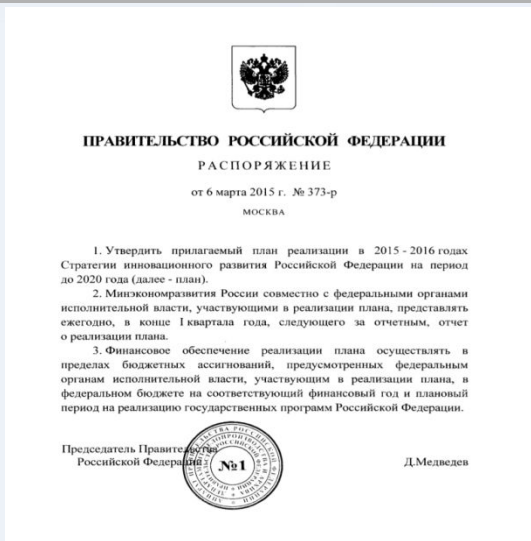 ПРАВИТЕЛЬСТВО РОССИЙСКОЙ ФЕДЕРАЦИИ
РАСПОРЯЖЕНИЕ
от 6 марта 2015 г. № 373-р
МОСКВА
1. Утвердить прилагаемый план реализации в 2015 - 2016 годах
Стратегии инновационного развития Российской Федерации на период
до 2020 года (далее - план).
2. Минэкономразвития России совместно с федеральными органами
исполнительной власти, участвующими в реализации плана, представлять
ежегодно, в конце I квартала года, следующего за отчетным, отчет
о реализации плана.
3. Финансовое обеспечение реализации плана осуществлять в
пределах бюджетных ассигнований, предусмотренных федеральным
органам исполнительной власти, участвующим в реализации плана, в
федеральном бюджете на соответствующий финансовый год и плановый
период на реализацию государственных программ Российской Федерации.
Председатель Правительства
Российской Федерации
Д.Медведев
№1